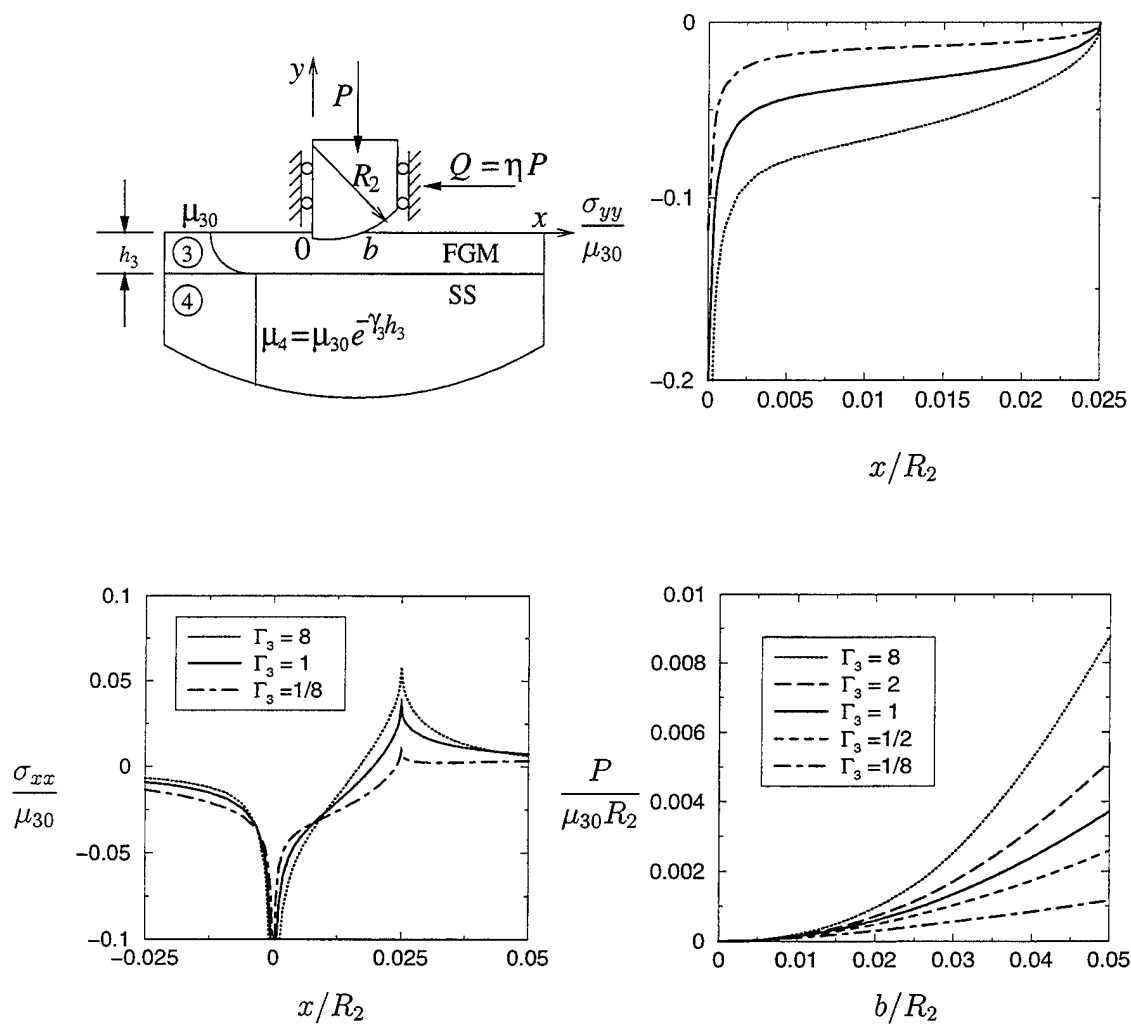 y
P
R₂
Q = ηP
μ₃₀
x
0
b
h₃
③
FGM
④
SS
μ₄=μ₃₀e^{-γ₃h₃}
σ_yy
μ₃₀
0
−0.1
−0.2
0 0.005 0.01 0.015 0.02 0.025
x/R₂
σ_xx
μ₃₀
0.1
0.05
0
−0.05
−0.1
Γ₃ = 8
Γ₃ = 1
Γ₃ =1/8
−0.025 0 0.025 0.05
x/R₂
P
μ₃₀R₂
0.01
0.008
0.006
0.004
0.002
0
Γ₃ = 8
Γ₃ = 2
Γ₃ = 1
Γ₃ =1/2
Γ₃ =1/8
0 0.01 0.02 0.03 0.04 0.05
b/R₂